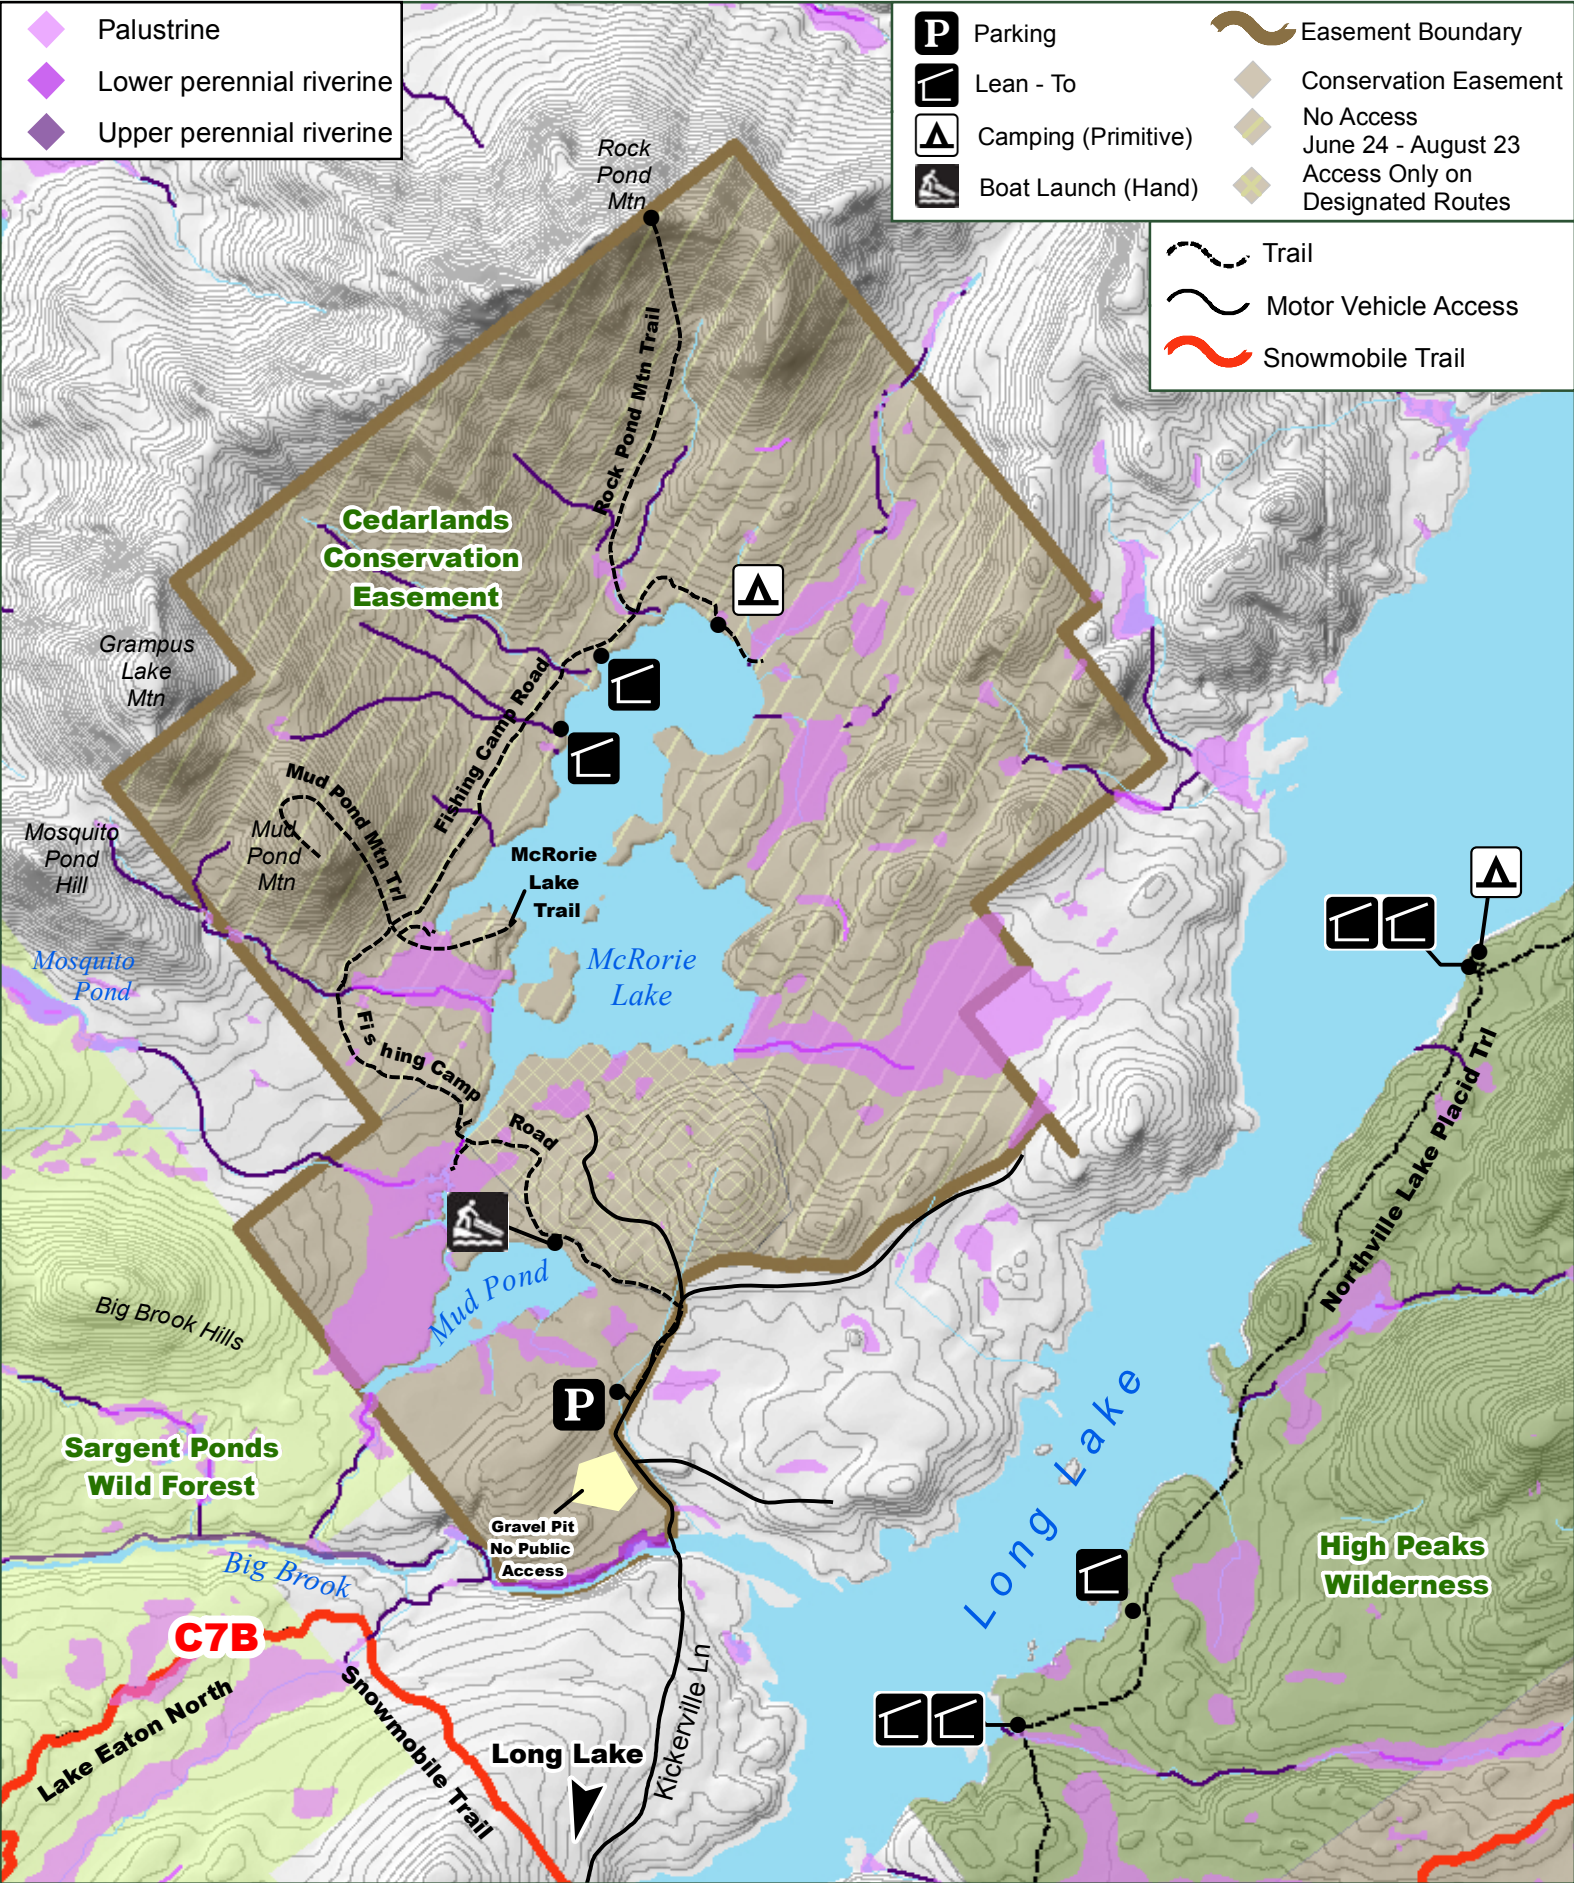 Palustrine
Lower perennial riverine
Upper perennial riverine
P Parking
Lean - To
Camping (Primitive)
Boat Launch (Hand)
Easement Boundary
Conservation Easement
No Access
June 24 - August 23
Access Only on
Designated Routes
Trail
Motor Vehicle Access
Snowmobile Trail
Rock
Pond
Mtn
Rock Pond Mtn Trail
Cedarlands
Conservation
Easement
Grampus
Lake
Mtn
Fishing Camp Road
Mud Pond Mtn Trl
Mosquito
Pond
Hill
Mud
Pond
Mtn
McRorie
Lake
Trail
Mosquito
Pond
McRorie
Lake
Fishing Camp Road
Northville Lake Placid Trl
Mud Pond
Big Brook Hills
P
Long Lake
Sargent Ponds
Wild Forest
Gravel Pit
No Public
Access
High Peaks
Wilderness
Big Brook
C7B
Lake Eaton North
Snowmobile Trail
Long Lake
Kickerville Ln